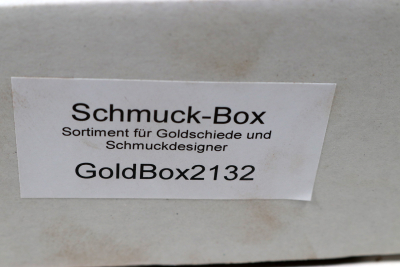 Schmuck-Box
Sortiment für Goldschiede und
Schmuckdesigner
GoldBox2132